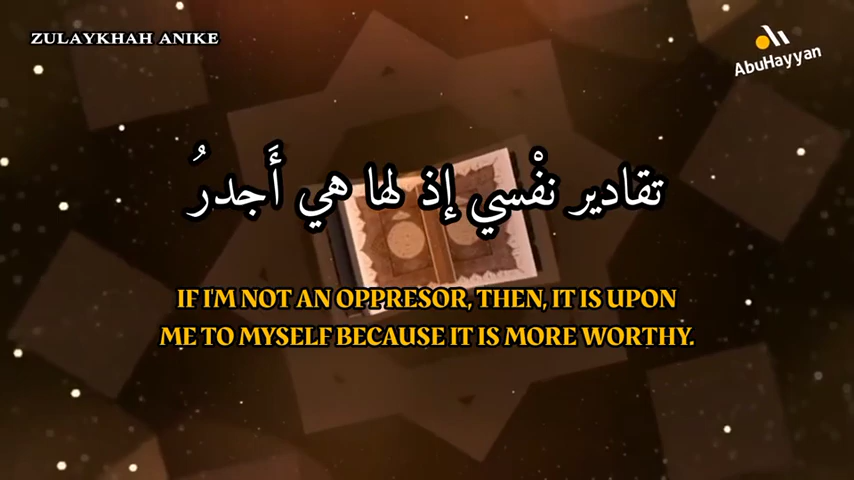 ZULAYKHAH ANIKE
AbuHayyan
تقادير نفْسي إذ لها هي أَجدرُ
IF I'M NOT AN OPPRESOR, THEN, IT IS UPON
ME TO MYSELF BECAUSE IT IS MORE WORTHY.